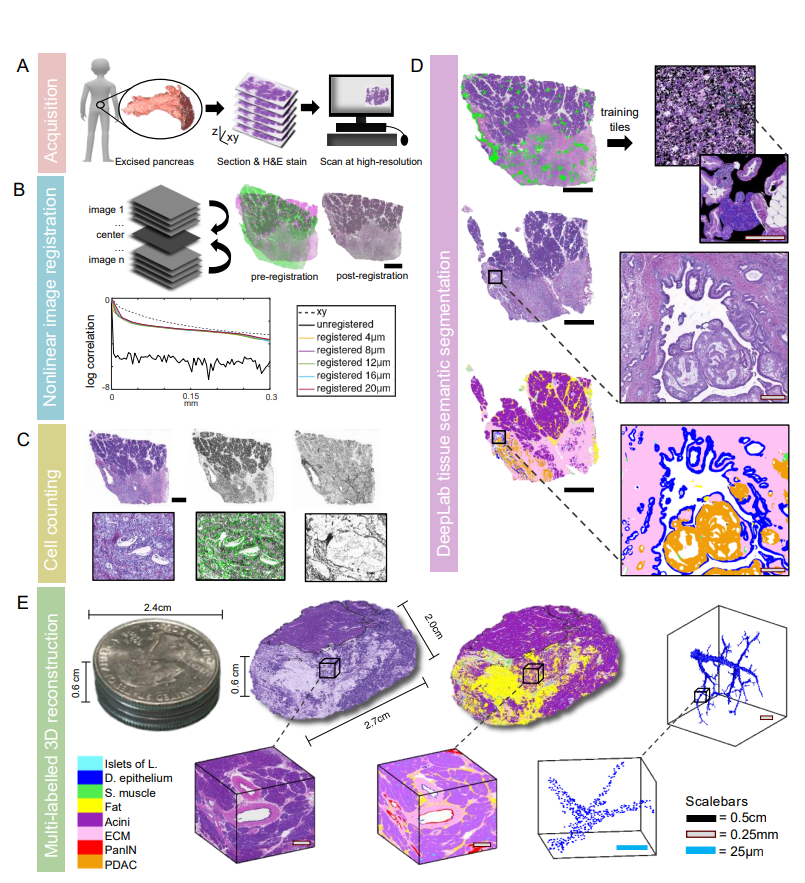 A
Acquisition
Excised pancreas
z
xy
Section & H&E stain
Scan at high-resolution
B
Nonlinear image registration
image 1
...
center
...
image n
pre-registration
post-registration
log correlation
0
-8
0
0.15
0.3
mm
xy
unregistered
registered 4μm
registered 8μm
registered 12μm
registered 16μm
registered 20μm
C
Cell counting
D
DeepLab tissue semantic segmentation
training
tiles
E
Multi-labelled 3D reconstruction
2.4cm
0.6 cm
0.6 cm
2.0cm
2.7cm
Islets of L.
D. epithelium
S. muscle
Fat
Acini
ECM
PanIN
PDAC
Scalebars
= 0.5cm
= 0.25mm
= 25μm